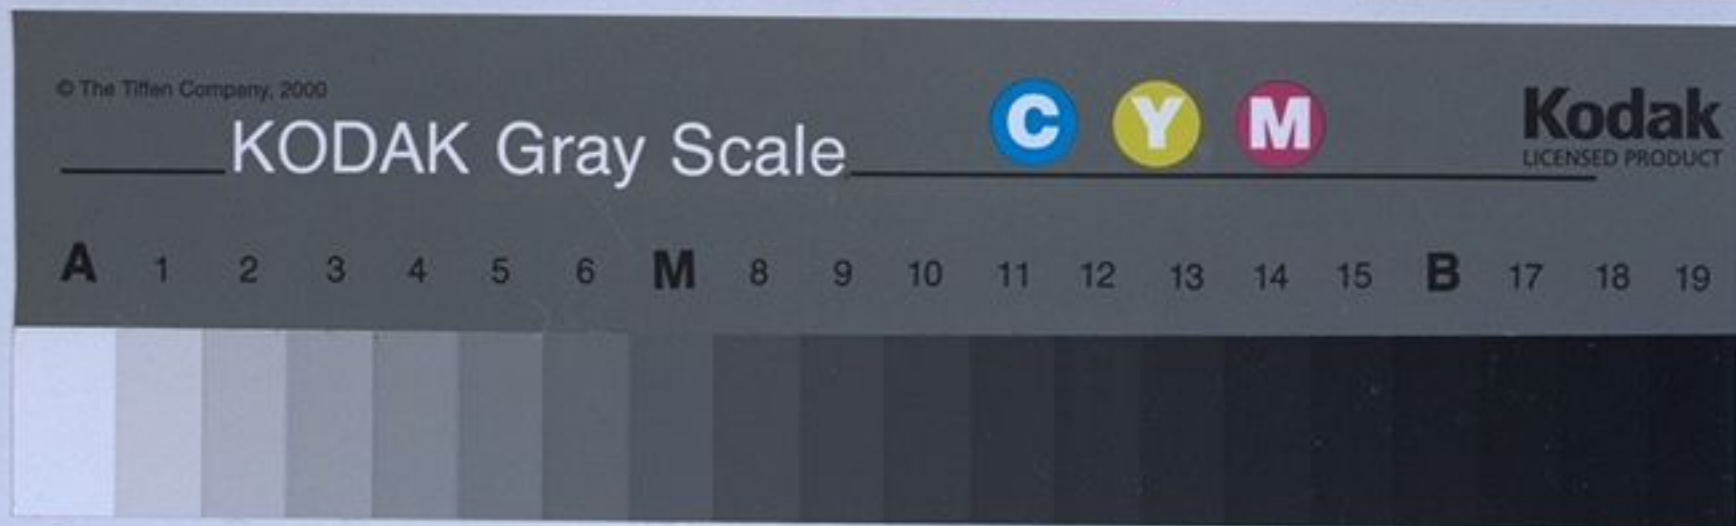 © The Tiffen Company, 2000
KODAK Gray Scale
C Y M
Kodak
LICENSED PRODUCT
A 1 2 3 4 5 6 M 8 9 10 11 12 13 14 15 B 17 18 19